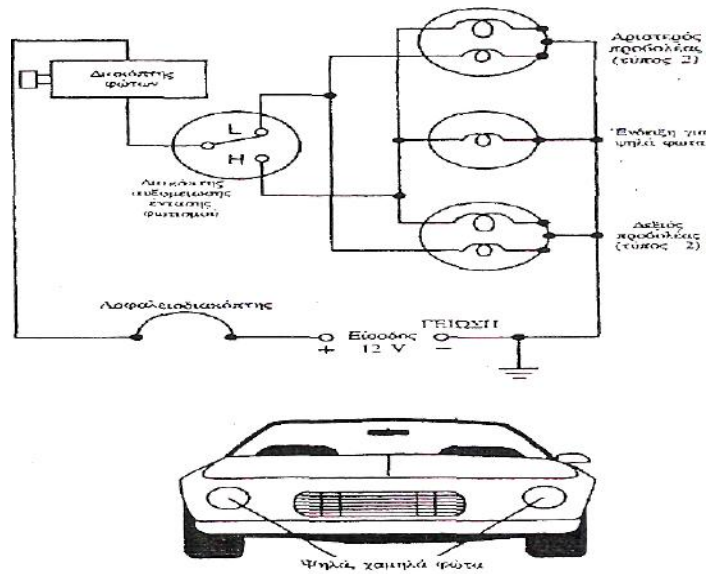 Αριστερός
προβολέας
(τύπος 2)
Διακόπτης
φώτων
L
H
Ένδειξη για
ψηλά φώτα
Διακόπτης
αυξομείωσης
έντασης
φωτισμού
Δεξιός
προβολέας
(τύπος 2)
Ασφαλειοδιακόπτης
Είσοδος
12 V
+
ΓΕΙΩΣΗ
−
Ψηλά, χαμηλά φώτα